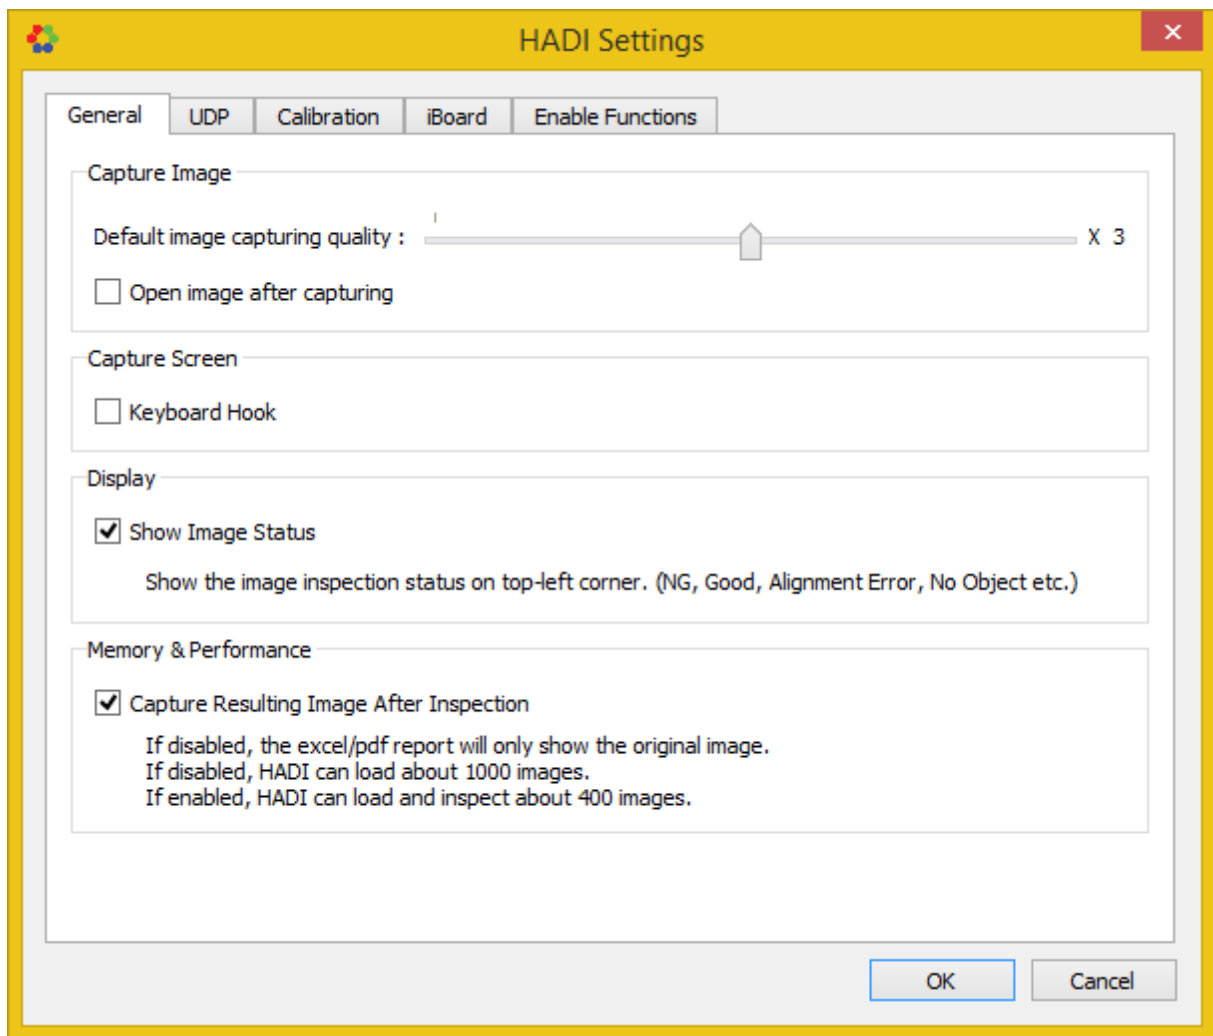 HADI Settings
General UDP Calibration iBoard Enable Functions
Capture Image
Default image capturing quality : X 3
Open image after capturing
Capture Screen
Keyboard Hook
Display
Show Image Status
Show the image inspection status on top-left corner. (NG, Good, Alignment Error, No Object etc.)
Memory & Performance
Capture Resulting Image After Inspection
If disabled, the excel/pdf report will only show the original image.
If disabled, HADI can load about 1000 images.
If enabled, HADI can load and inspect about 400 images.
OK Cancel